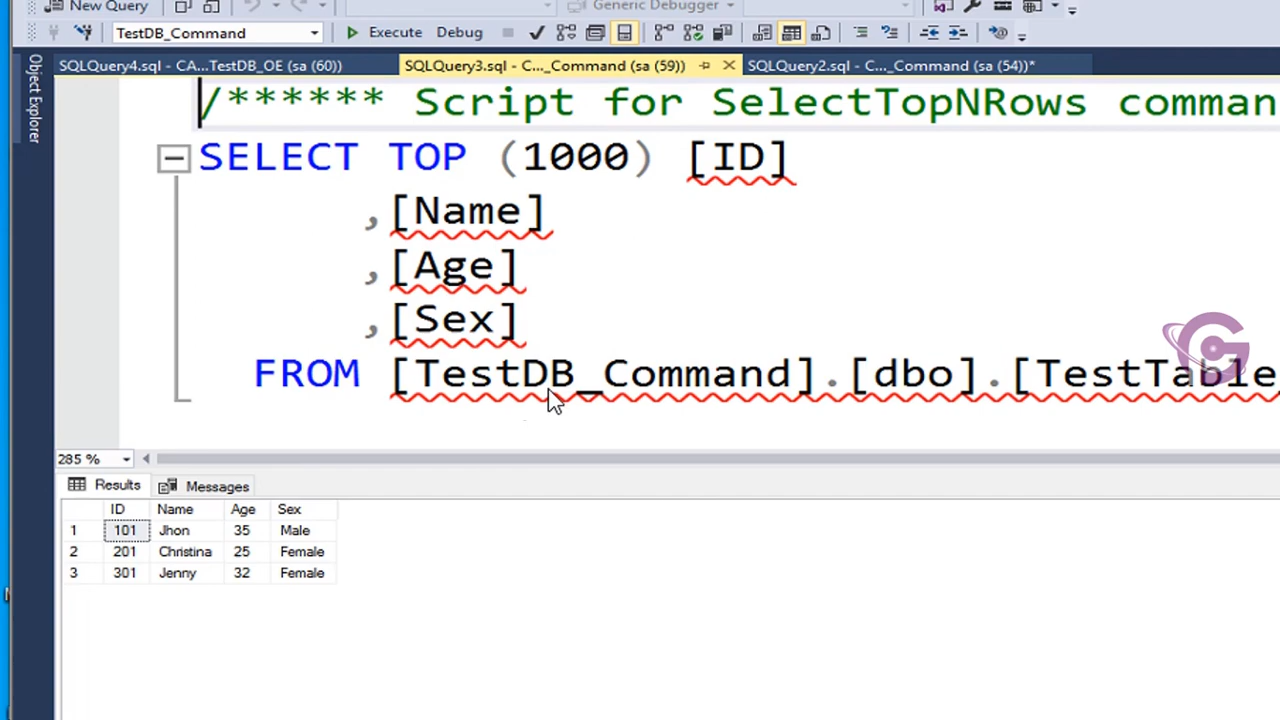 New Query
Generic Debugger
TestDB_Command
Execute Debug
Object Explorer
SQLQuery4.sql - CA...TestDB_OE (sa (60))
SQLQuery3.sql - C..._Command (sa (59))
SQLQuery2.sql - C..._Command (sa (54))*
/****** Script for SelectTopNRows comman
SELECT TOP (1000) [ID]
,[Name]
,[Age]
,[Sex]
FROM [TestDB_Command].[dbo].[TestTable
285 %
Results Messages
ID Name Age Sex
1 101 Jhon 35 Male
2 201 Christina 25 Female
3 301 Jenny 32 Female